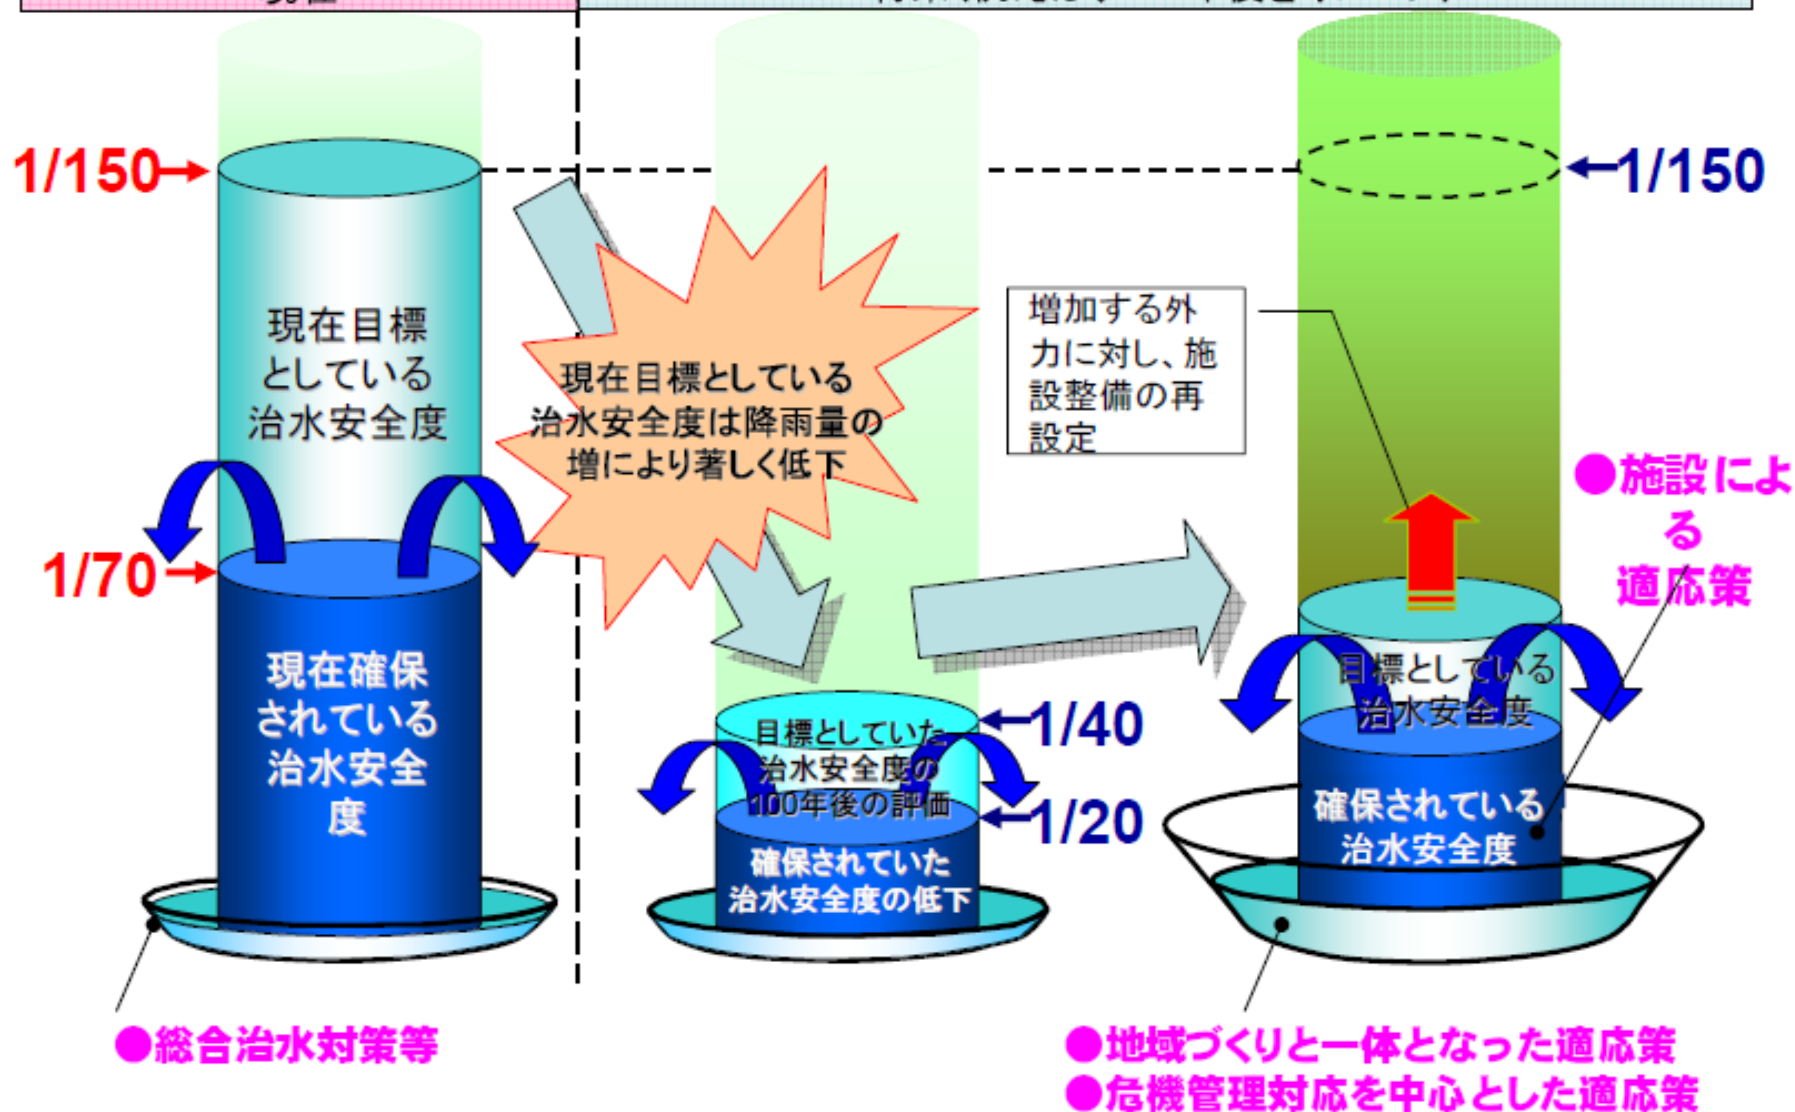 1/150
1/70
現在目標
としている
治水安全度
現在確保
されている
治水安全
度
●総合治水対策等
現在目標としている
治水安全度は降雨量の
増により著しく低下
目標としていた
治水安全度の
100年後の評価
確保されていた
治水安全度の低下
1/40
1/20
増加する外
力に対し、施
設整備の再
設定
1/150
●施設によ
る
適応策
目標としている
治水安全度
確保されている
治水安全度
●地域づくりと一体となった適応策
●危機管理対応を中心とした適応策